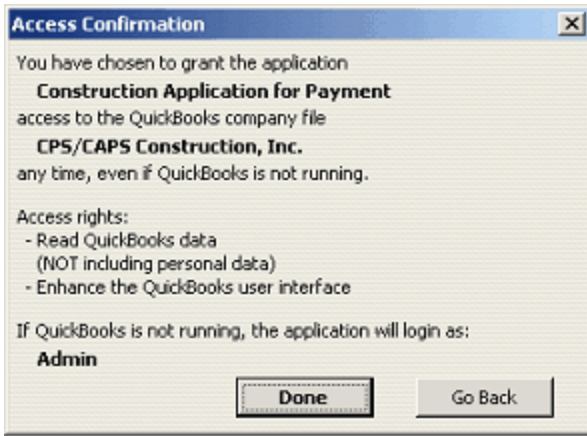 Access Confirmation
You have chosen to grant the application
Construction Application for Payment
access to the QuickBooks company file
CPS/CAPS Construction, Inc.
any time, even if QuickBooks is not running.
Access rights:
- Read QuickBooks data
(NOT including personal data)
- Enhance the QuickBooks user interface
If QuickBooks is not running, the application will login as:
Admin
Done Go Back